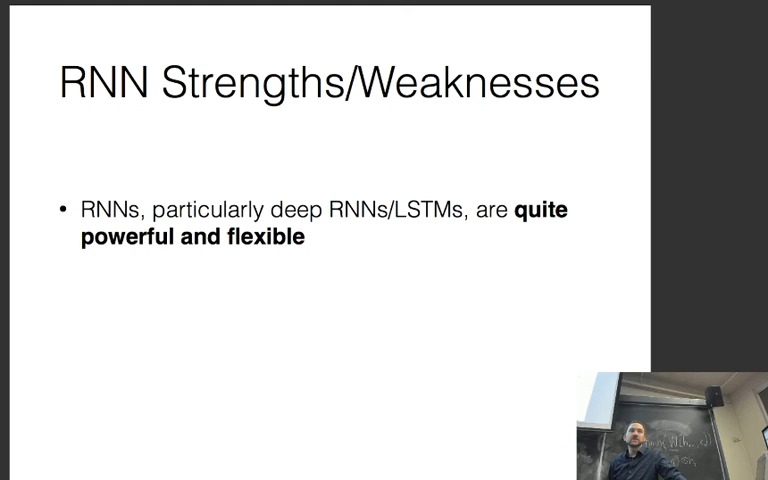 RNN Strengths/Weaknesses
• RNNs, particularly deep RNNs/LSTMs, are quite
powerful and flexible